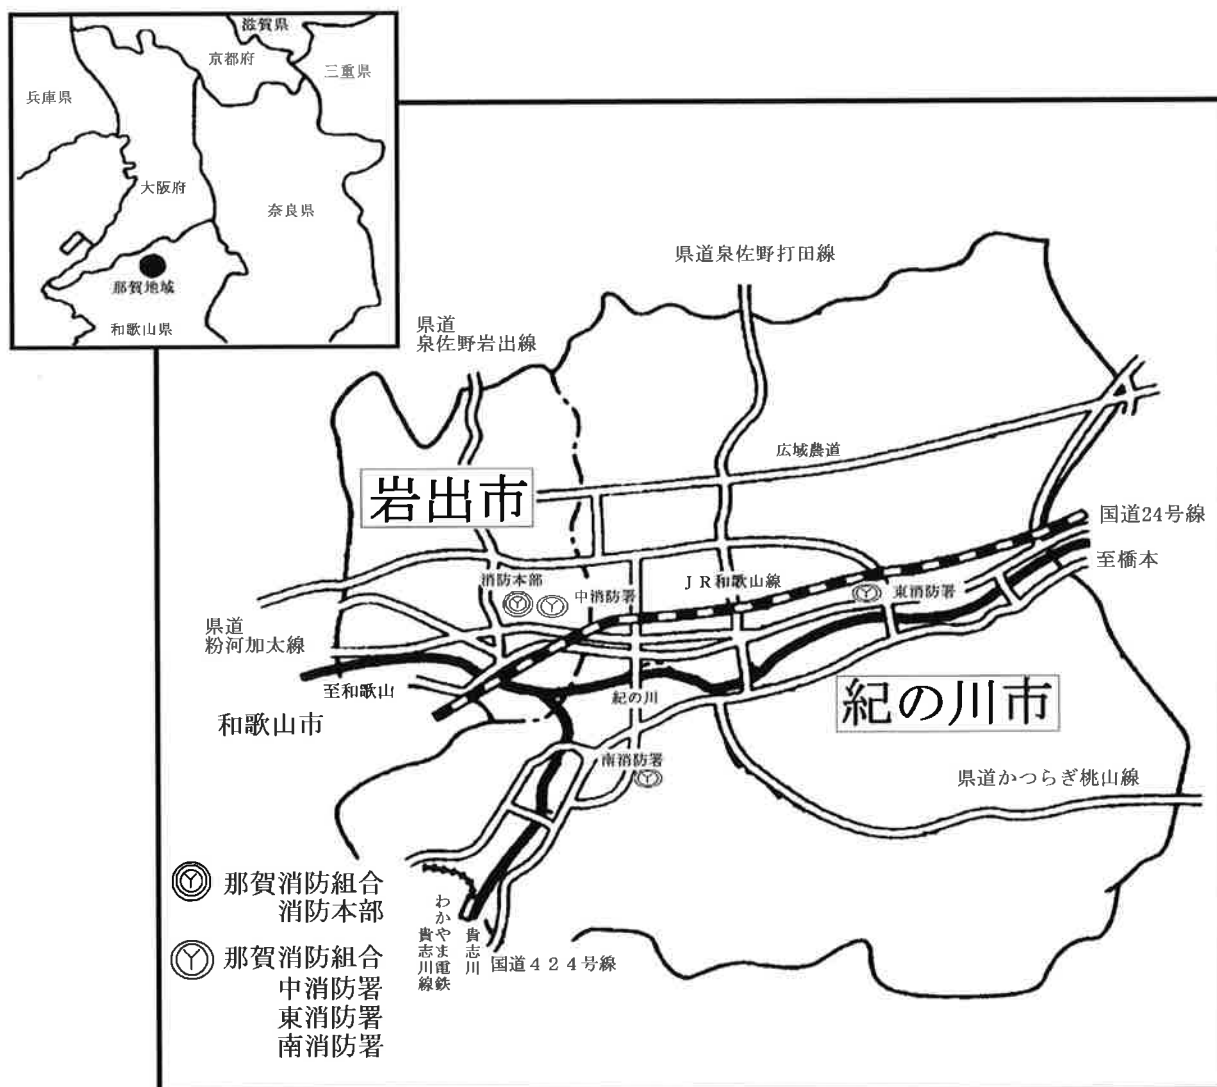 滋賀県
京都府
三重県
兵庫県
大阪府
奈良県
那賀地域
和歌山県
県道泉佐野打田線
県道
泉佐野岩出線
広域農道
岩出市
国道24号線
至橋本
消防本部
中消防署
JR和歌山線
東消防署
県道
粉河加太線
至和歌山
紀の川
紀の川市
和歌山市
南消防署
県道かつらぎ桃山線
那賀消防組合
消防本部
わかやま電鉄
貴志川線
貴志川
国道424号線
那賀消防組合
中消防署
東消防署
南消防署